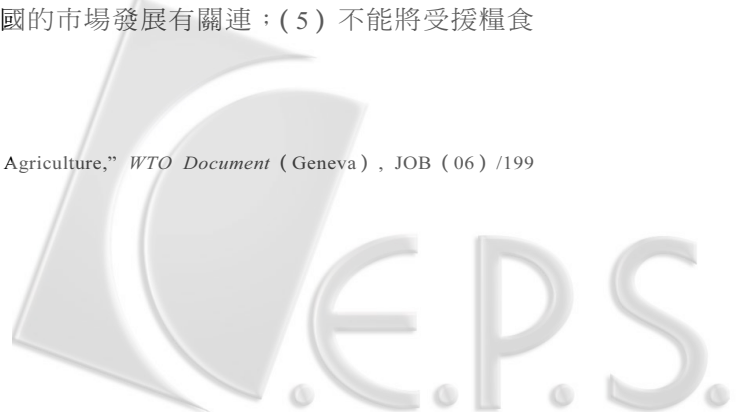 國的市場發展有關連；(5) 不能將受援糧食
Agriculture,” WTO Document (Geneva), JOB (06) /199
C.E.P.S.